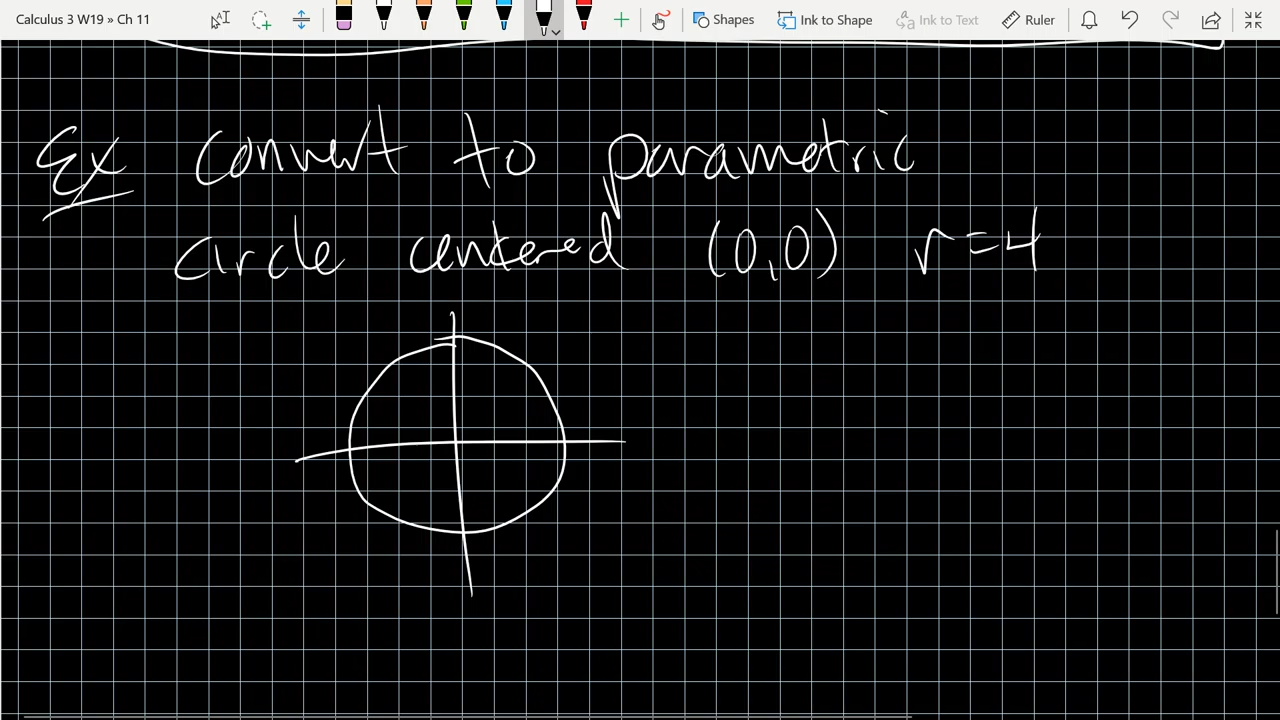 Calculus 3 W19 » Ch 11
Shapes
Ink to Shape
Ink to Text
Ruler
Ex convert to parametric
circle centered (0,0) r=4